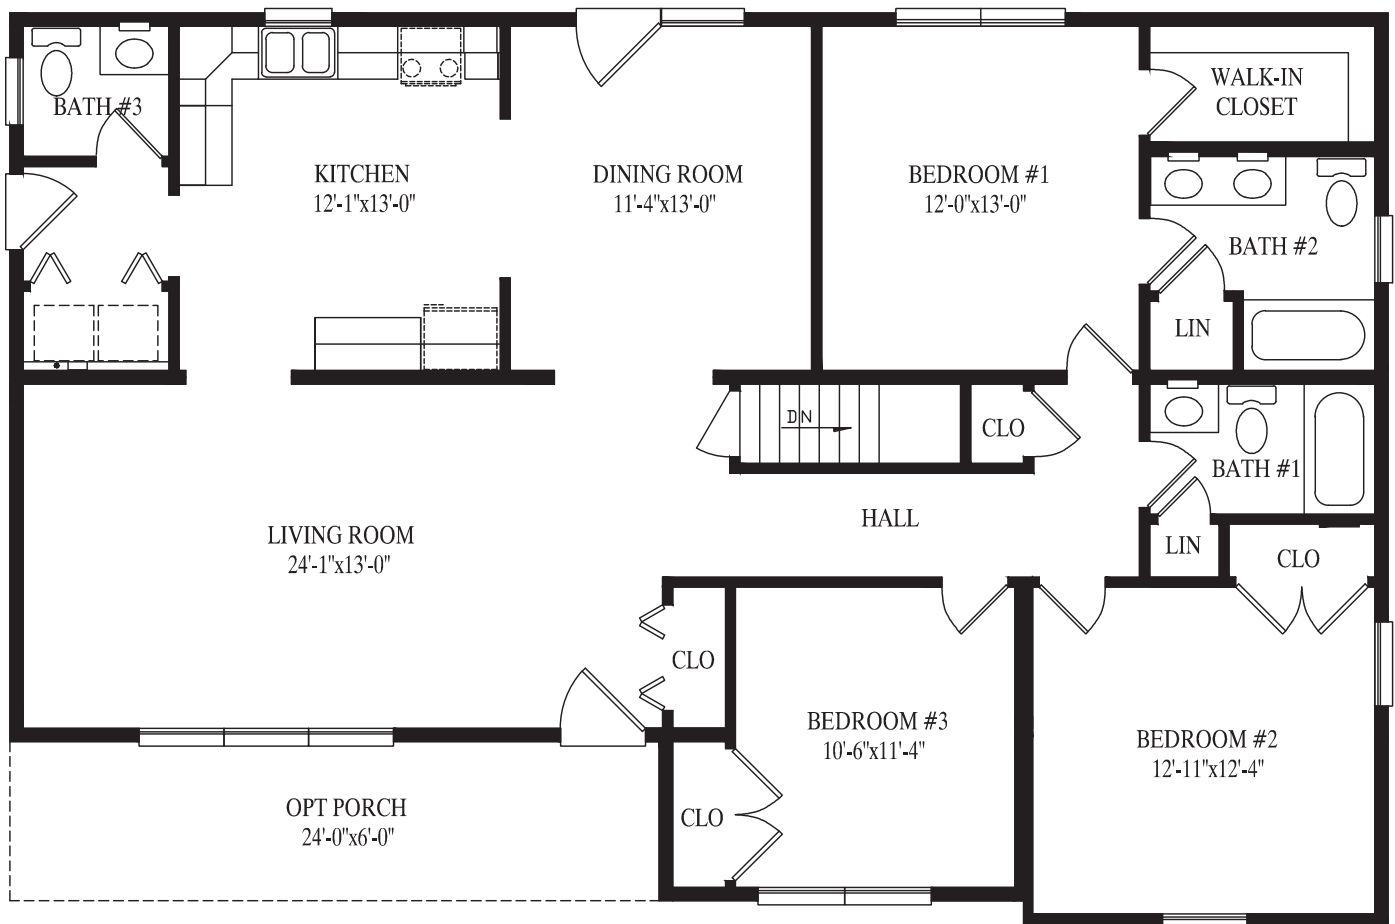 BATH #3
WALK-IN
CLOSET
KITCHEN
12'-1"x13'-0"
DINING ROOM
11'-4"x13'-0"
BEDROOM #1
12'-0"x13'-0"
BATH #2
LIN
DN
CLO
BATH #1
HALL
LIVING ROOM
24'-1"x13'-0"
LIN
CLO
CLO
BEDROOM #3
10'-6"x11'-4"
BEDROOM #2
12'-11"x12'-4"
OPT PORCH
24'-0"x6'-0"
CLO